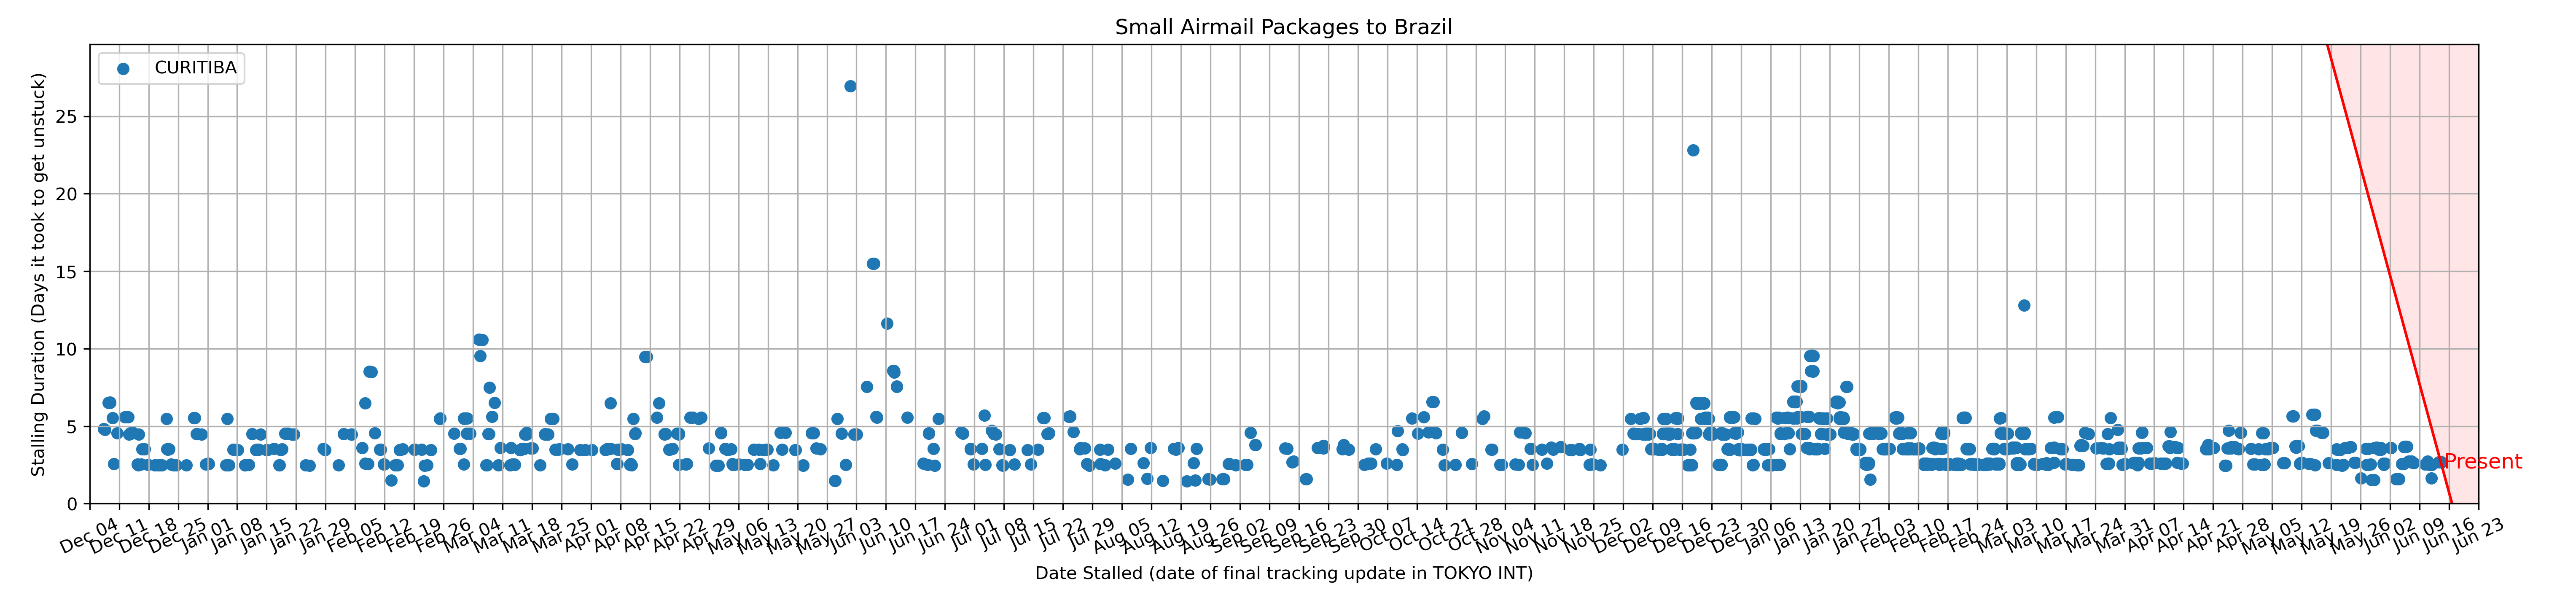 Small Airmail Packages to Brazil
CURITIBA
Stalling Duration (Days it took to get unstuck)
25
20
15
10
5
0
Present
Dec 04 Dec 11 Dec 18 Dec 25 Jan 01 Jan 08 Jan 15 Jan 22 Jan 29 Feb 05 Feb 12 Feb 19 Feb 26 Mar 04 Mar 11 Mar 18 Mar 25 Apr 01 Apr 08 Apr 15 Apr 22 Apr 29 May 06 May 13 May 20 May 27 Jun 03 Jun 10 Jun 17 Jun 24 Jul 01 Jul 08 Jul 15 Jul 22 Jul 29 Aug 05 Aug 12 Aug 19 Aug 26 Sep 02 Sep 09 Sep 16 Sep 23 Sep 30 Oct 07 Oct 14 Oct 21 Oct 28 Nov 04 Nov 11 Nov 18 Nov 25 Dec 02 Dec 09 Dec 16 Dec 23 Dec 30 Jan 06 Jan 13 Jan 20 Jan 27 Feb 03 Feb 10 Feb 17 Feb 24 Mar 03 Mar 10 Mar 17 Mar 24 Mar 31 Apr 07 Apr 14 Apr 21 Apr 28 May 05 May 12 May 19 May 26 Jun 02 Jun 09 Jun 16 Jun 23
Date Stalled (date of final tracking update in TOKYO INT)